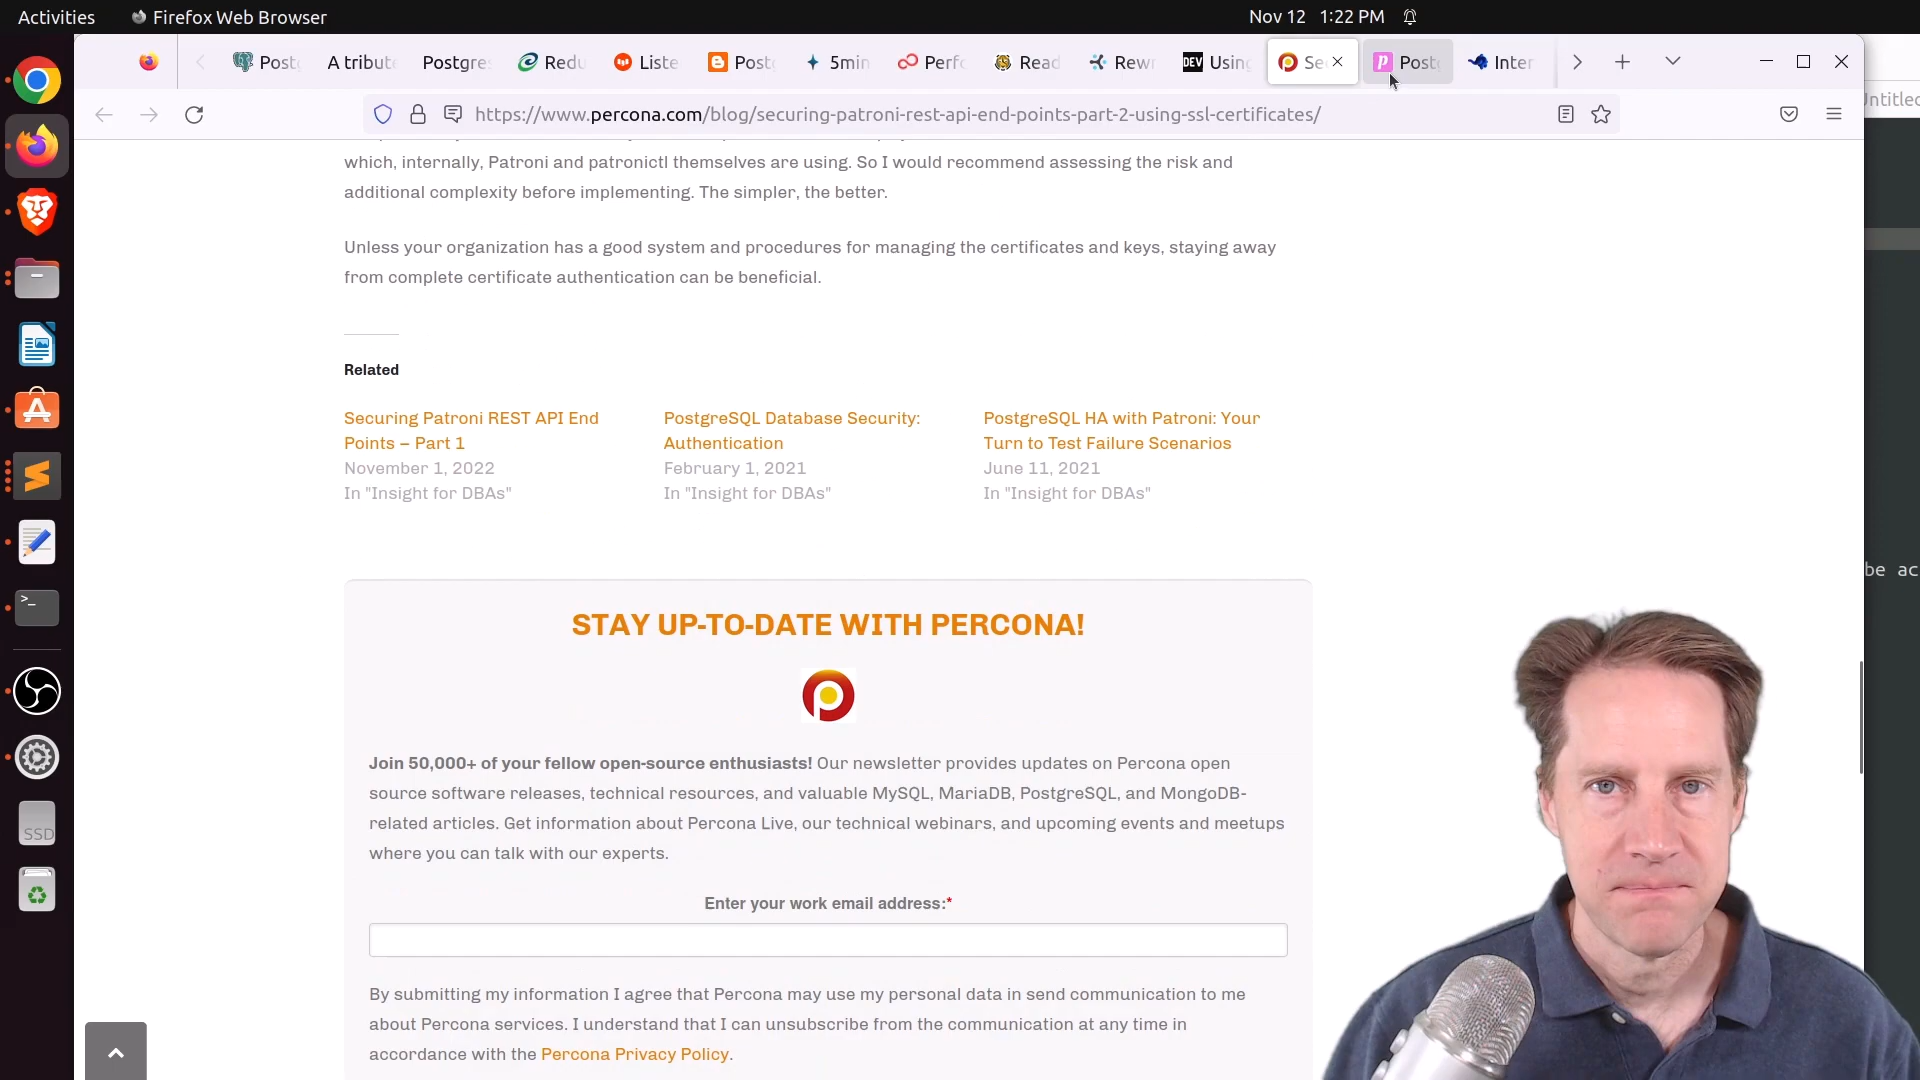 Activities
Firefox Web Browser
Nov 12 1:22 PM
Postg
A tribute
Postgres
Redu
Liste
Post
5min
Perfo
Read
Rewr
DEV Using
Se
Postg
Inter
https://www.percona.com/blog/securing-patroni-rest-api-end-points-part-2-using-ssl-certificates/
Untitled
which, internally, Patroni and patronictl themselves are using. So I would recommend assessing the risk and
additional complexity before implementing. The simpler, the better.
Unless your organization has a good system and procedures for managing the certificates and keys, staying away
from complete certificate authentication can be beneficial.
Related
Securing Patroni REST API End
Points – Part 1
November 1, 2022
In "Insight for DBAs"
PostgreSQL Database Security:
Authentication
February 1, 2021
In "Insight for DBAs"
PostgreSQL HA with Patroni: Your
Turn to Test Failure Scenarios
June 11, 2021
In "Insight for DBAs"
be ac
STAY UP-TO-DATE WITH PERCONA!
Join 50,000+ of your fellow open-source enthusiasts! Our newsletter provides updates on Percona open
source software releases, technical resources, and valuable MySQL, MariaDB, PostgreSQL, and MongoDB-
related articles. Get information about Percona Live, our technical webinars, and upcoming events and meetups
where you can talk with our experts.
Enter your work email address:*
By submitting my information I agree that Percona may use my personal data in send communication to me
about Percona services. I understand that I can unsubscribe from the communication at any time in
accordance with the Percona Privacy Policy.
SSD